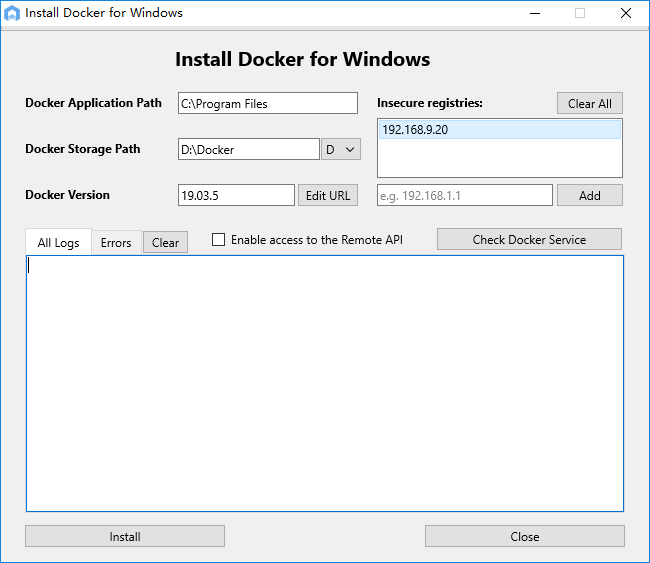 Install Docker for Windows
Install Docker for Windows
Docker Application Path
C:\Program Files
Insecure registries:
Clear All
192.168.9.20
Docker Storage Path
D:\Docker
D
Docker Version
19.03.5
Edit URL
e.g. 192.168.1.1
Add
All Logs
Errors
Clear
Enable access to the Remote API
Check Docker Service
Install
Close